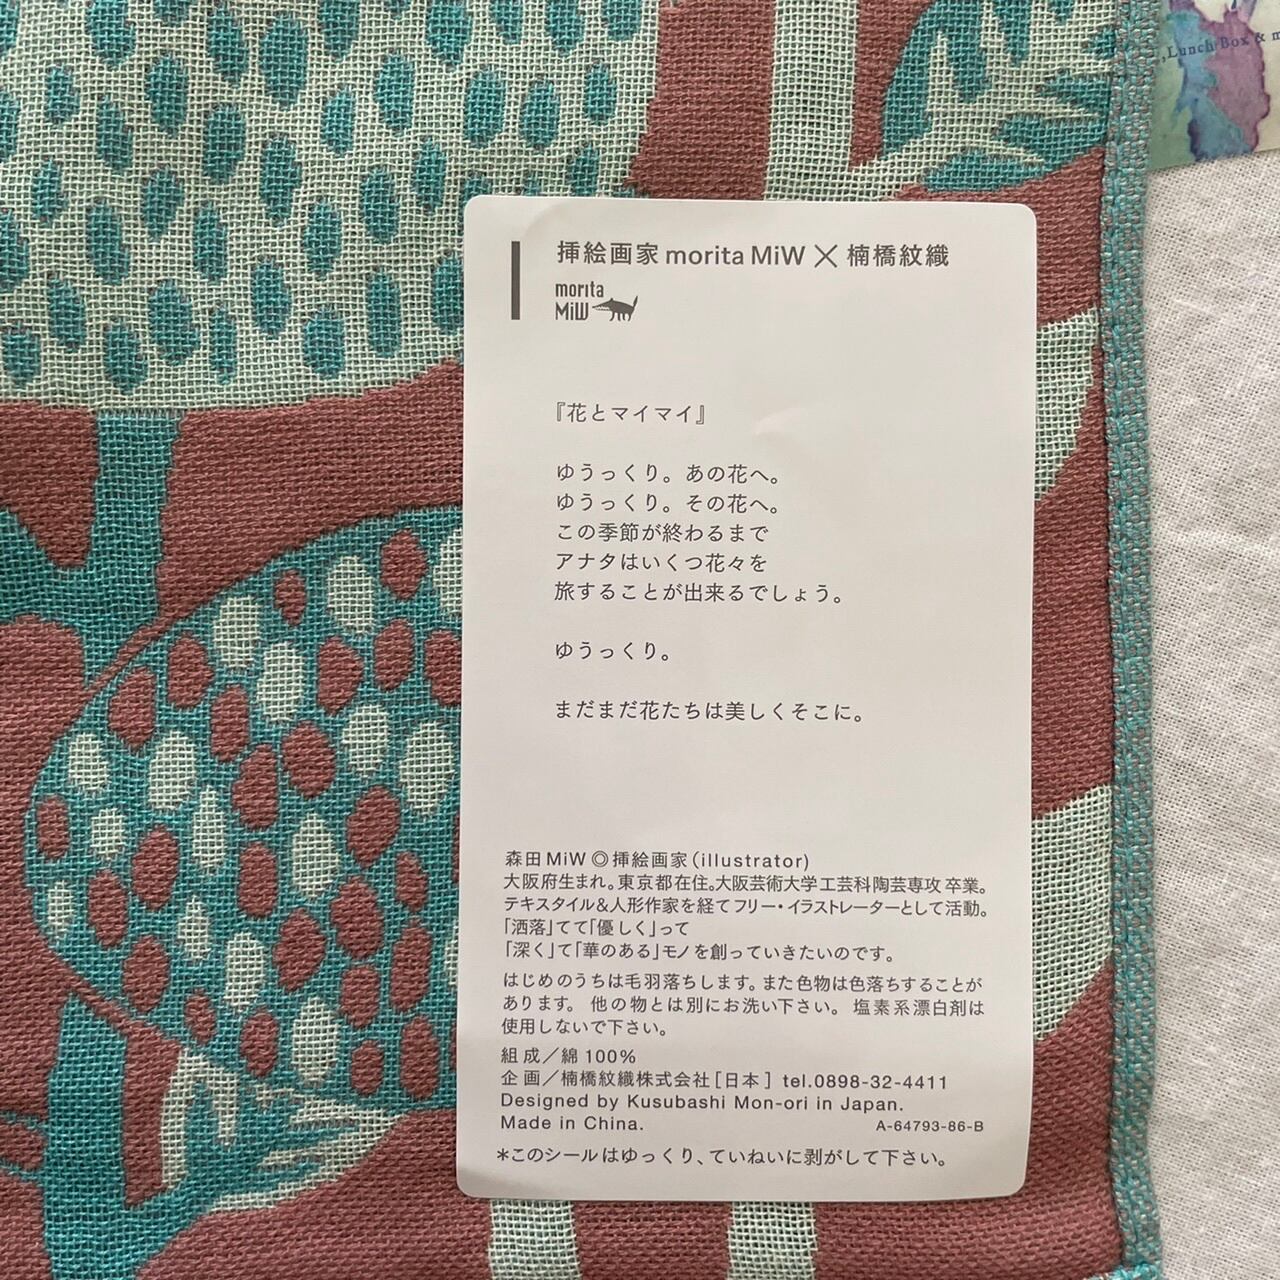 ,Lunch Box & m
挿絵画家 morita MiW × 楠橋紋織
morita
MiW
『花とマイマイ』
ゆうっくり。あの花へ。
ゆうっくり。その花へ。
この季節が終わるまで
アナタはいくつ花々を
旅することが出来るでしょう。
ゆうっくり。
まだまだ花たちは美しくそこに。
森田 MiW ◎挿絵画家(illustrator)
大阪府生まれ。東京都在住。大阪芸術大学工芸科陶芸専攻 卒業。
テキスタイル&人形作家を経てフリー・イラストレーターとして活動。
「洒落」てて「優しく」って
「深く」て「華のある」モノを創っていきたいのです。
はじめのうちは毛羽落ちします。また色物は色落ちすることが
あります。 他の物とは別にお洗い下さい。 塩素系漂白剤は
使用しないで下さい。
組成／綿100%
企画／楠橋紋織株式会社[日本] tel.0898-32-4411
Designed by Kusubashi Mon-ori in Japan.
Made in China. A-64793-86-B
＊このシールはゆっくり、ていねいに剥がして下さい。